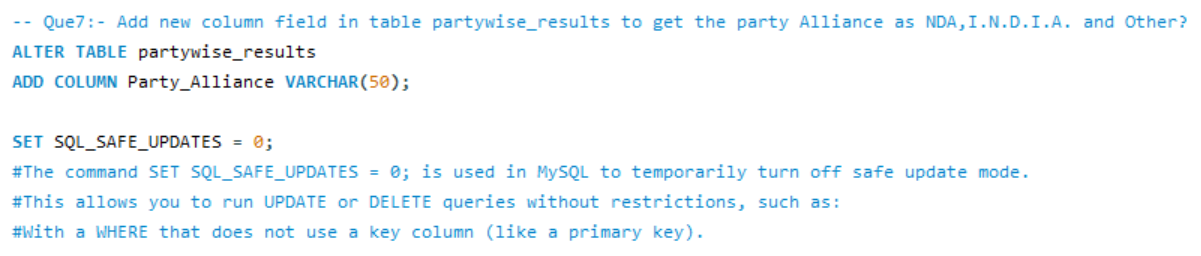 -- Que7:- Add new column field in table partywise_results to get the party Alliance as NDA,I.N.D.I.A. and Other?
ALTER TABLE partywise_results
ADD COLUMN Party_Alliance VARCHAR(50);
SET SQL_SAFE_UPDATES = 0;
#The command SET SQL_SAFE_UPDATES = 0; is used in MySQL to temporarily turn off safe update mode.
#This allows you to run UPDATE or DELETE queries without restrictions, such as:
#With a WHERE that does not use a key column (like a primary key).